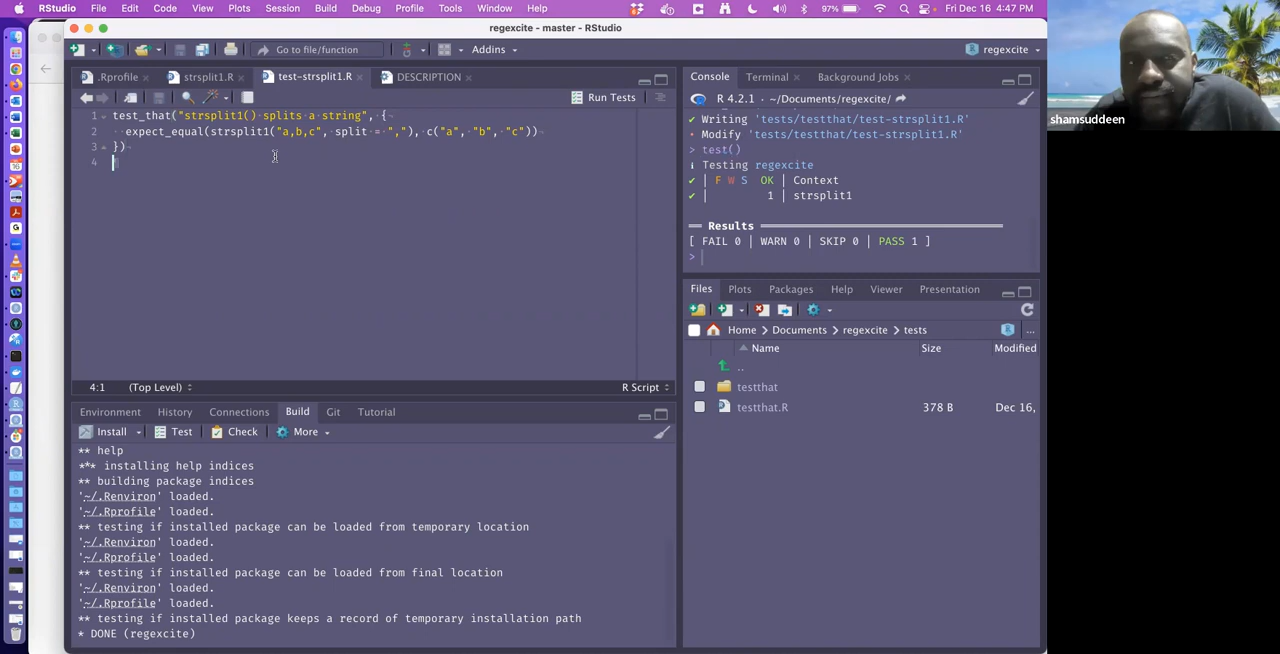 RStudio File Edit Code View Plots Session Build Debug Profile Tools Window Help 97% Fri Dec 16 4:47 PM
regexcite - master - RStudio
Go to file/function Addins regexcite
.Rprofile strsplit1.R test-strsplit1.R DESCRIPTION
Run Tests
1 test_that("strsplit1() splits a string", {
2 expect_equal(strsplit1("a,b,c", split = ","), c("a", "b", "c"))
3 })
4
4:1 (Top Level) R Script
Environment History Connections Build Git Tutorial
Install Test Check More
** help
*** installing help indices
** building package indices
'~/.Renviron' loaded.
'~/.Rprofile' loaded.
** testing if installed package can be loaded from temporary location
'~/.Renviron' loaded.
'~/.Rprofile' loaded.
** testing if installed package can be loaded from final location
'~/.Renviron' loaded.
'~/.Rprofile' loaded.
** testing if installed package keeps a record of temporary installation path
* DONE (regexcite)
Console Terminal Background Jobs
R 4.2.1 · ~/Documents/regexcite/
✔ Writing 'tests/testthat/test-strsplit1.R'
• Modify 'tests/testthat/test-strsplit1.R'
> test()
ℹ Testing regexcite
✔ | F W S OK | Context
✔ | 1 | strsplit1
══ Results ══
[ FAIL 0 | WARN 0 | SKIP 0 | PASS 1 ]
>
Files Plots Packages Help Viewer Presentation
Home > Documents > regexcite > tests
Name Size Modified
..
testthat
testthat.R 378 B Dec 16,
shamsuddeen